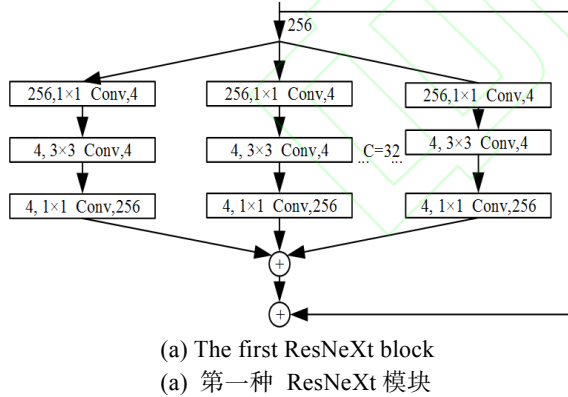 256
256,1×1 Conv,4
256,1×1 Conv,4
256,1×1 Conv,4
4, 3×3 Conv,4
4, 3×3 Conv,4
... C=32 ...
4, 3×3 Conv,4
4, 1×1 Conv,256
4, 1×1 Conv,256
4, 1×1 Conv,256
+
+
(a) The first ResNeXt block
(a) 第一种 ResNeXt 模块